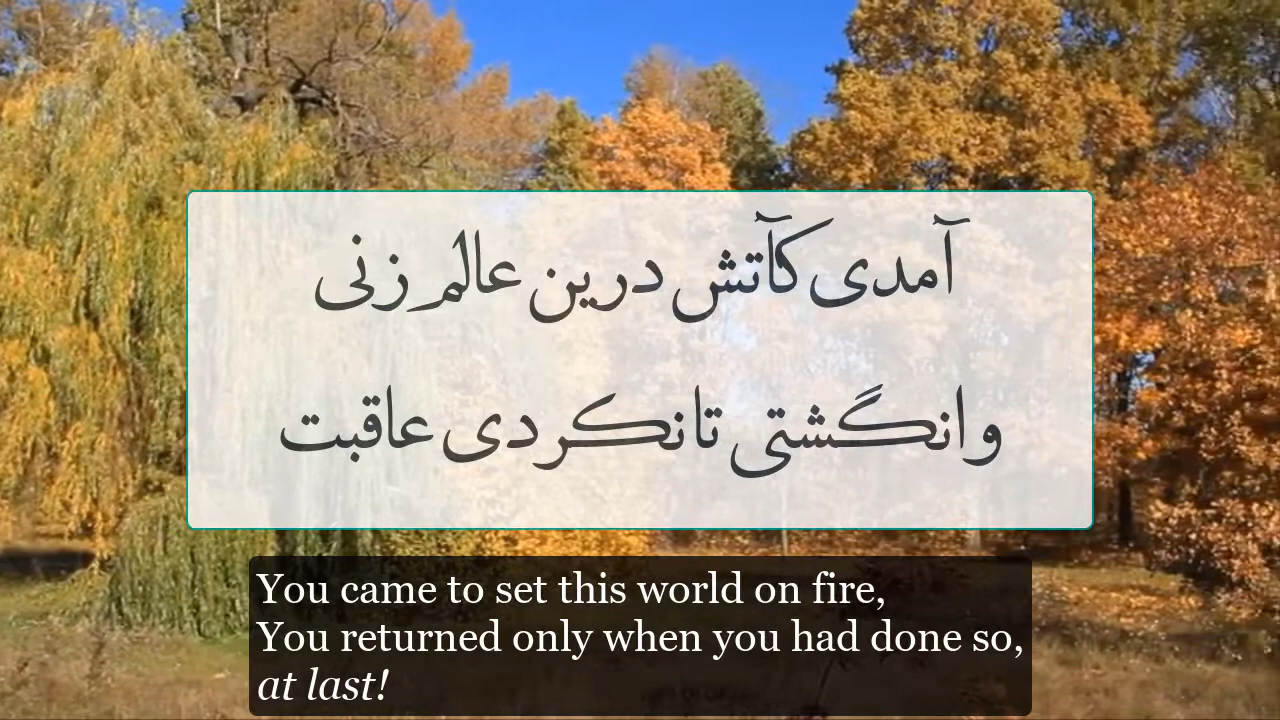 آمدی کآتش درین عالم زنی
وانگشتی تا نکردی عاقبت
You came to set this world on fire,
You returned only when you had done so,
at last!